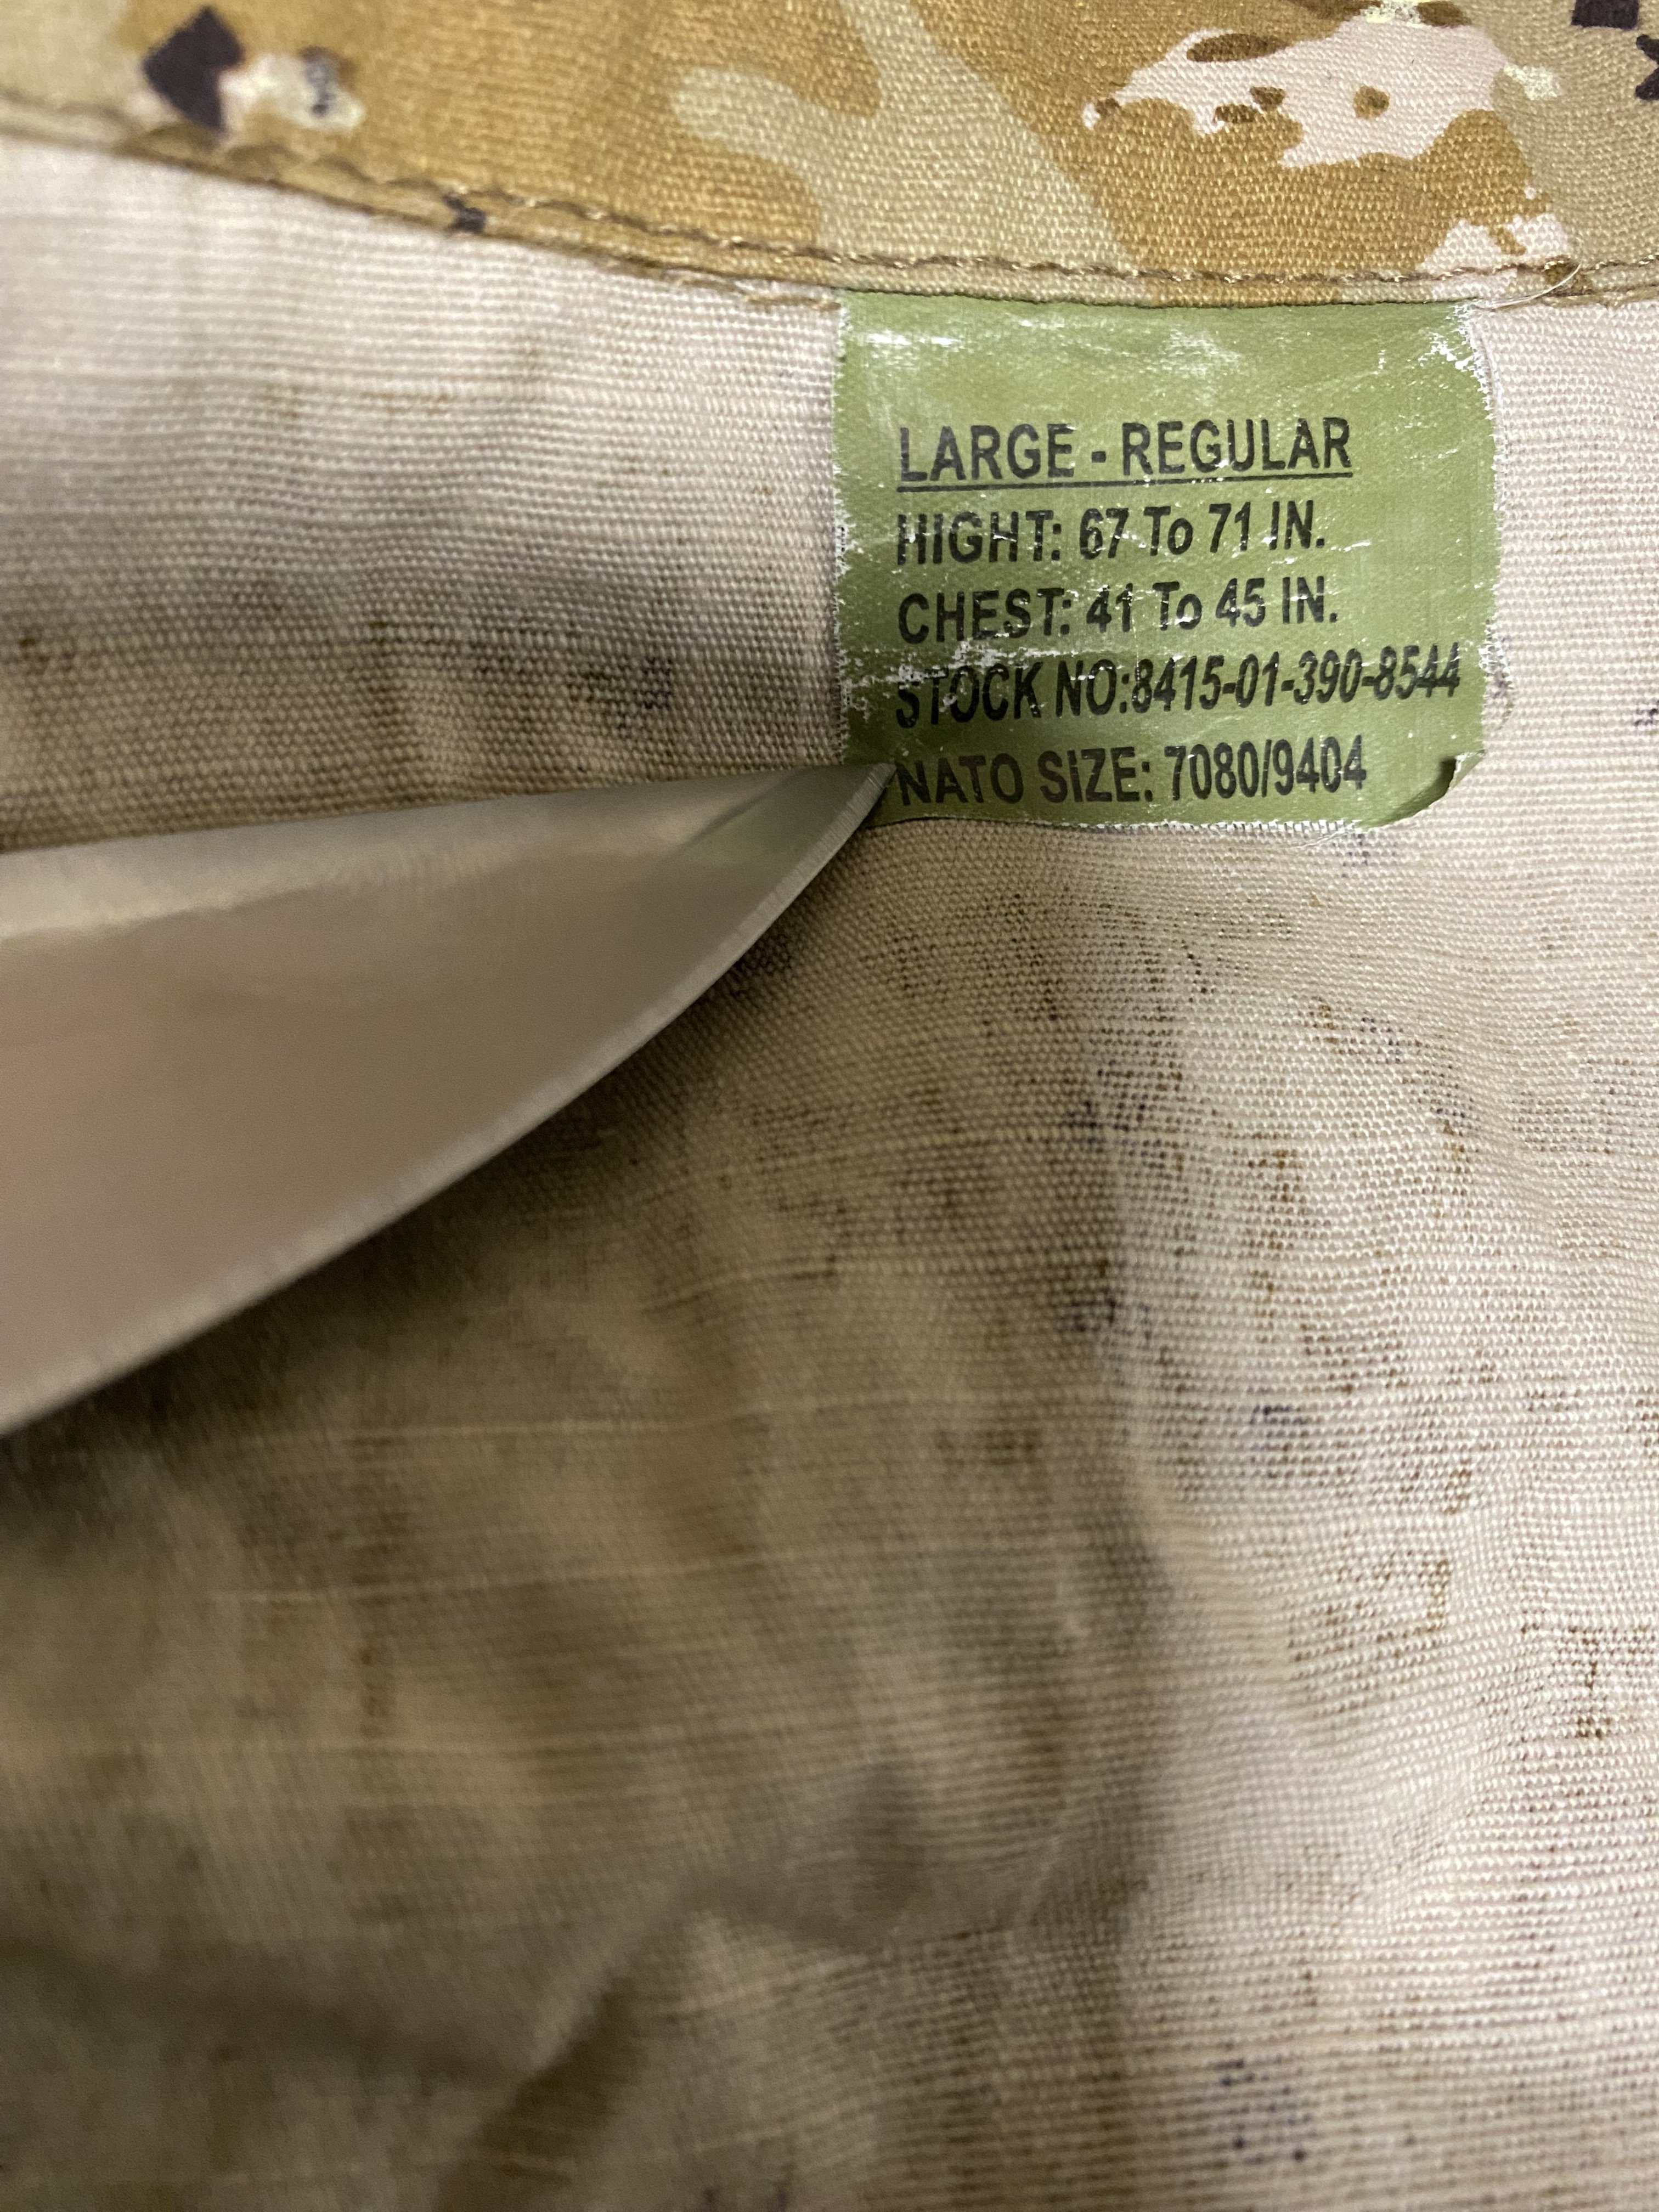 LARGE - REGULAR
HIGHT: 67 To 71 IN.
CHEST: 41 To 45 IN.
STOCK NO:8415-01-390-8544
NATO SIZE: 7080/9404